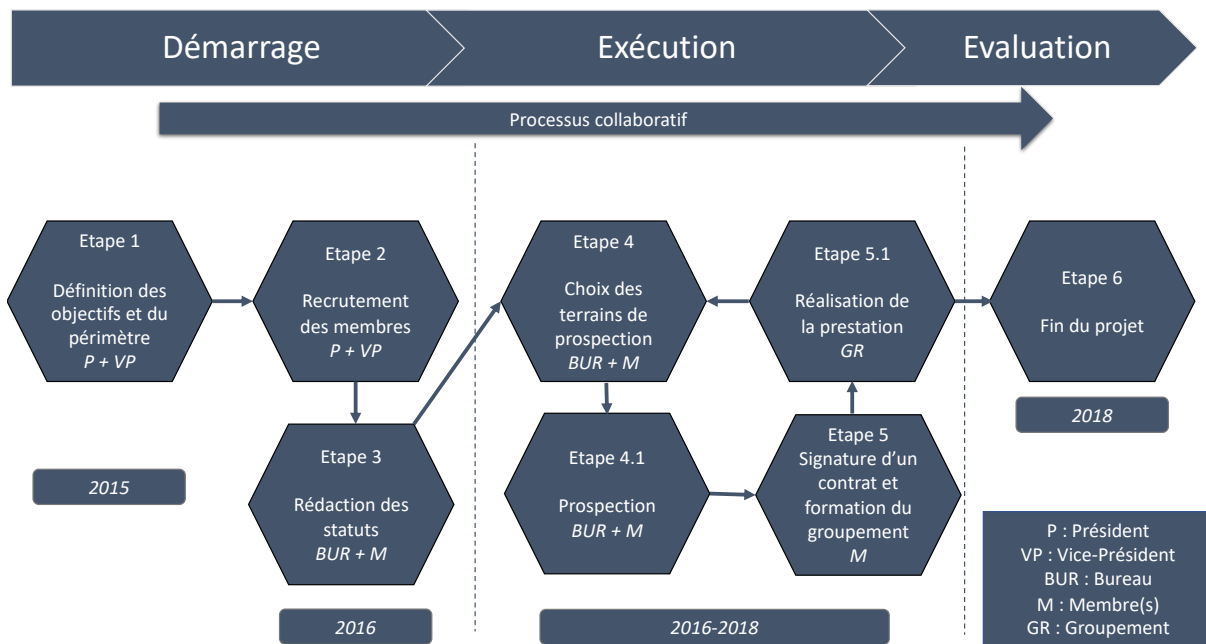 Démarrage
Exécution
Evaluation
Processus collaboratif
Etape 1
Définition des
objectifs et du
périmètre
P + VP
Etape 2
Recrutement
des membres
P + VP
Etape 3
Rédaction des
statuts
BUR + M
Etape 4
Choix des
terrains de
prospection
BUR + M
Etape 4.1
Prospection
BUR + M
Etape 5
Signature d'un
contrat et
formation du
groupement
M
Etape 5.1
Réalisation de
la prestation
GR
Etape 6
Fin du projet
2015
2016
2016-2018
2018
P : Président
VP : Vice-Président
BUR : Bureau
M : Membre(s)
GR : Groupement